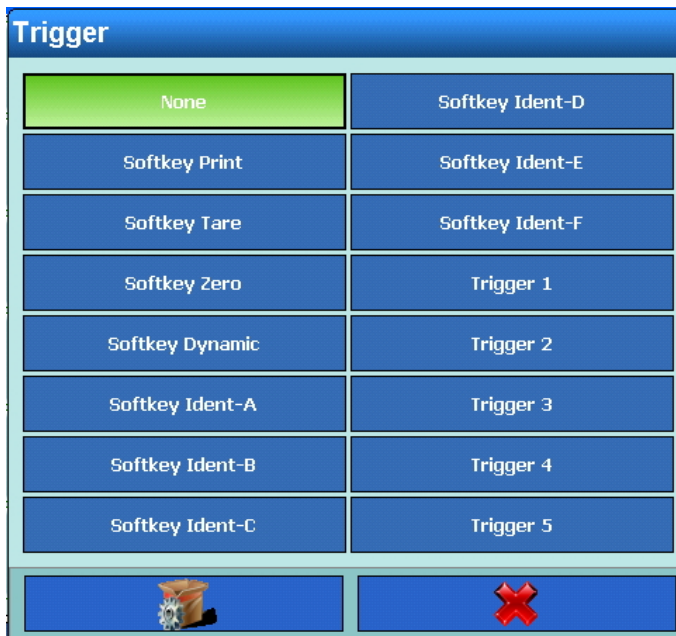 Trigger
None
Softkey Print
Softkey Tare
Softkey Zero
Softkey Dynamic
Softkey Ident-A
Softkey Ident-B
Softkey Ident-C
Softkey Ident-D
Softkey Ident-E
Softkey Ident-F
Trigger 1
Trigger 2
Trigger 3
Trigger 4
Trigger 5